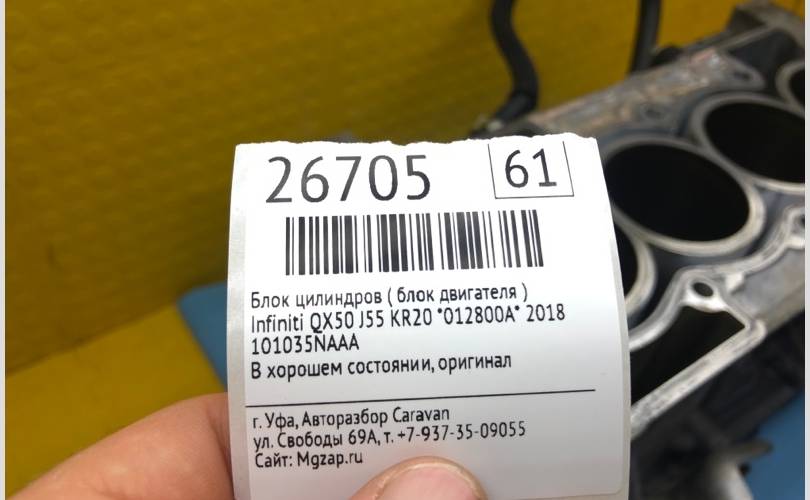 26705 61
Блок цилиндров ( блок двигателя )
Infiniti QX50 J55 KR20 *012800A* 2018
101035NAAA
В хорошем состоянии, оригинал
г. Уфа, Авторазбор Caravan
ул. Свободы 69А, т. +7-937-35-09055
Сайт: Mgzap.ru